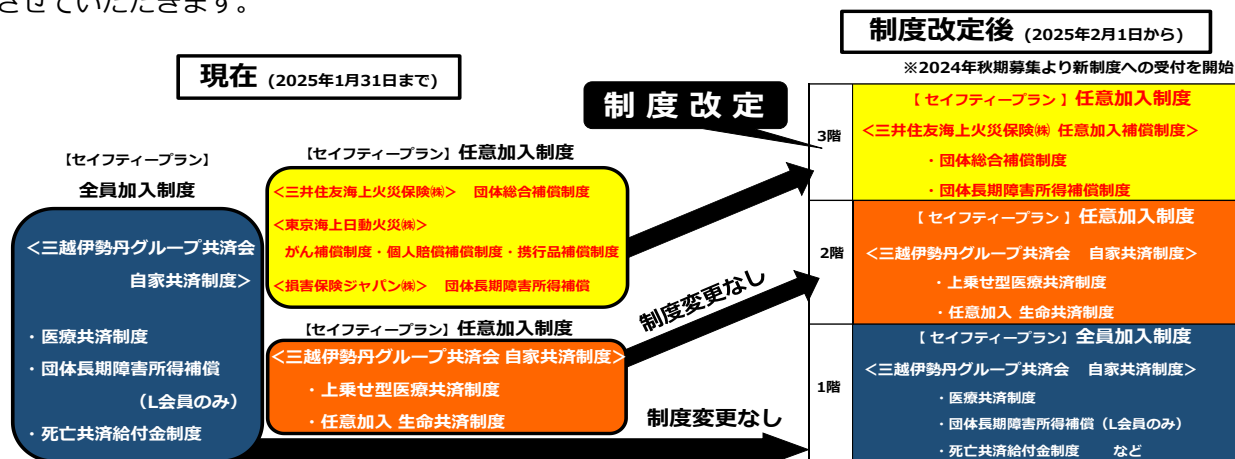 させていただきます。
現在 (2025年1月31日まで)
【セイフティープラン】
全員加入制度
<三越伊勢丹グループ共済会
自家共済制度>
・医療共済制度
・団体長期障害所得補償
（L会員のみ）
・死亡共済給付金制度
【セイフティープラン】任意加入制度
<三井住友海上火災保険㈱>　団体総合補償制度
<東京海上日動火災㈱>
がん補償制度・個人賠償補償制度・携行品補償制度
<損害保険ジャパン㈱>　団体長期障害所得補償
【セイフティープラン】任意加入制度
<三越伊勢丹グループ共済会 自家共済制度>
・上乗せ型医療共済制度
・任意加入 生命共済制度
制度改定
制度変更なし
制度変更なし
制度改定後 (2025年2月1日から)
※2024年秋期募集より新制度への受付を開始
3階
【 セイフティープラン 】任意加入制度
<三井住友海上火災保険㈱ 任意加入補償制度>
・団体総合補償制度
・団体長期障害所得補償制度
2階
【 セイフティープラン 】任意加入制度
<三越伊勢丹グループ共済会　自家共済制度>
・上乗せ型医療共済制度
・任意加入 生命共済制度
1階
【 セイフティープラン】全員加入制度
<三越伊勢丹グループ共済会　自家共済制度>
・医療共済制度
・団体長期障害所得補償（L会員のみ）
・死亡共済給付金制度　など